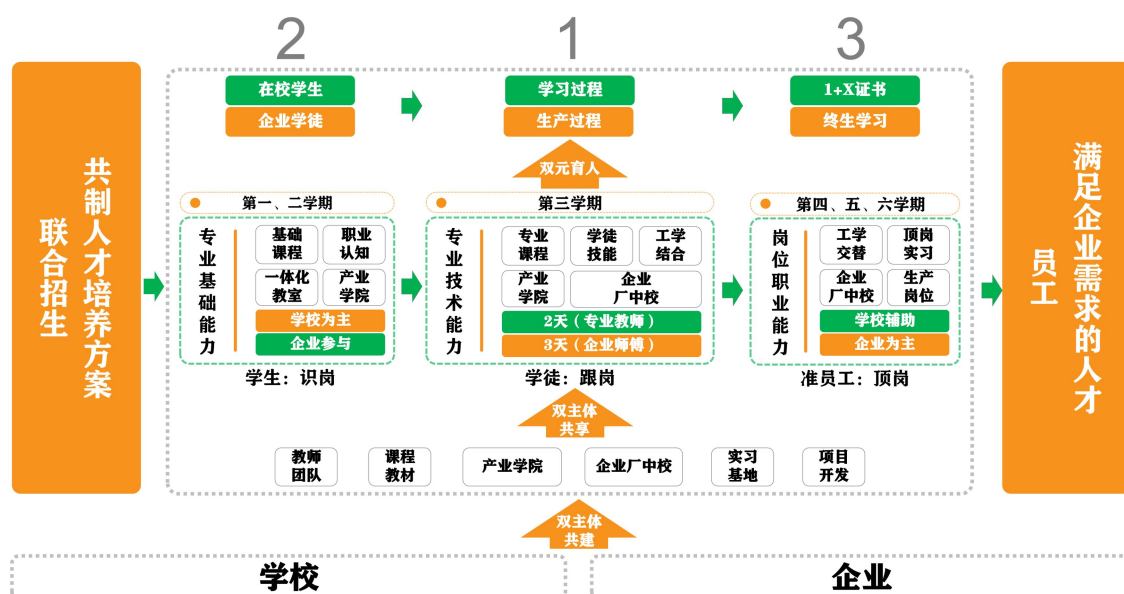 2
1
3
共制人才培养方案
联合招生
在校学生
企业学徒
学习过程
生产过程
1+X证书
终生学习
双元育人
第一、二学期
第三学期
第四、五、六学期
专业基础能力
基础
课程
职业
认知
一体化
教室
产业
学院
学校为主
企业参与
专业技术能力
专业
课程
学徒
技能
工学
结合
产业
学院
企业
厂中校
2天（专业教师）
3天（企业师傅）
岗位职业能力
工学
交替
顶岗
实习
企业
厂中校
生产
岗位
学校辅助
企业为主
学生：识岗
学徒：跟岗
准员工：顶岗
满足企业需求的人才
员工
双主体
共享
教师
团队
课程
教材
产业学院
企业厂中校
实习
基地
项目
开发
双主体
共建
学校
企业